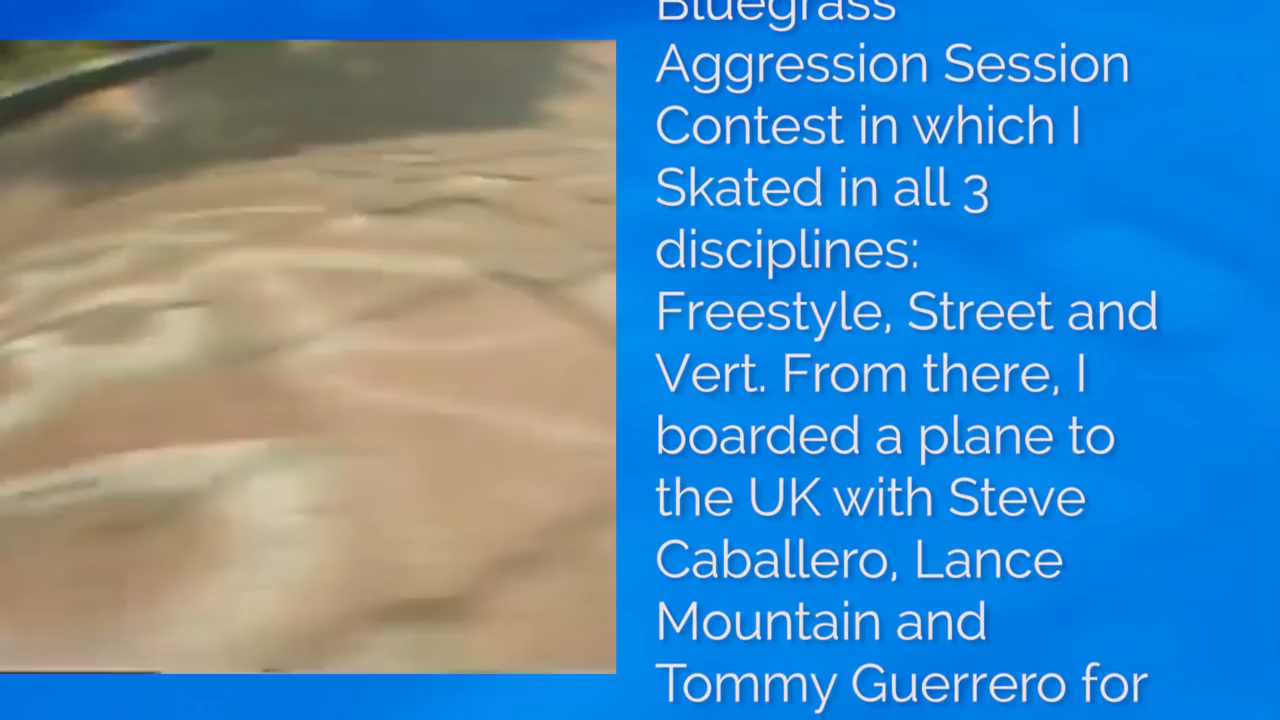 Bluegrass
Aggression Session
Contest in which I
Skated in all 3
disciplines:
Freestyle, Street and
Vert. From there, I
boarded a plane to
the UK with Steve
Caballero, Lance
Mountain and
Tommy Guerrero for